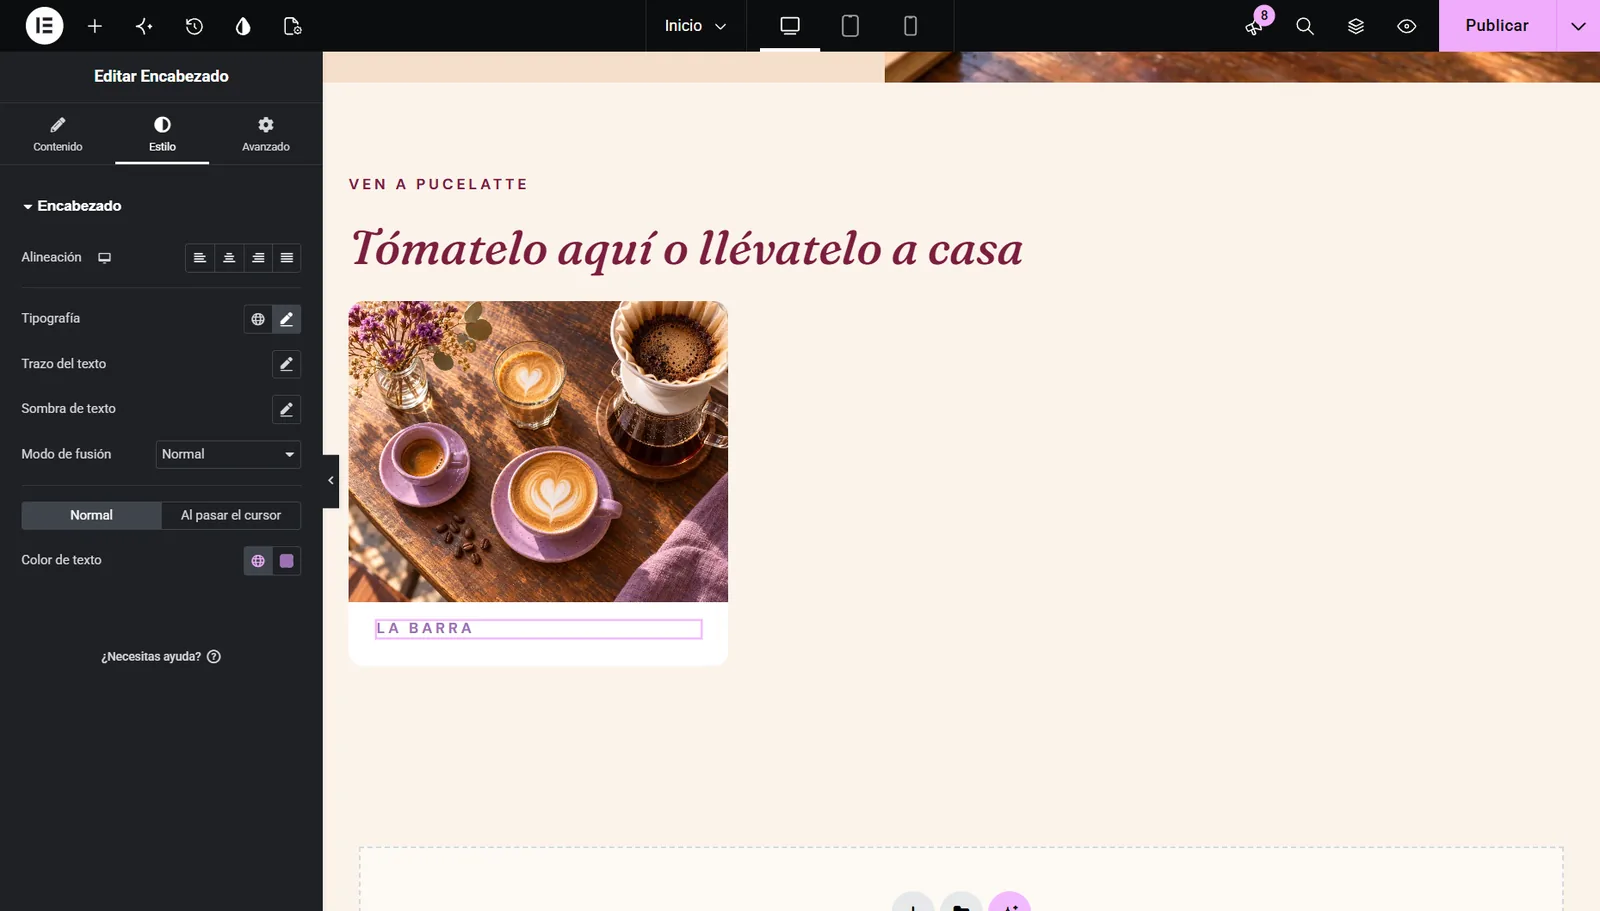 Inicio
8
Publicar
Editar Encabezado
Contenido
Estilo
Avanzado
Encabezado
Alineación
Tipografía
Trazo del texto
Sombra de texto
Modo de fusión
Normal
Normal
Al pasar el cursor
Color de texto
¿Necesitas ayuda?
VEN A PUCELATTE
Tómatelo aquí o llévatelo a casa
LA BARRA